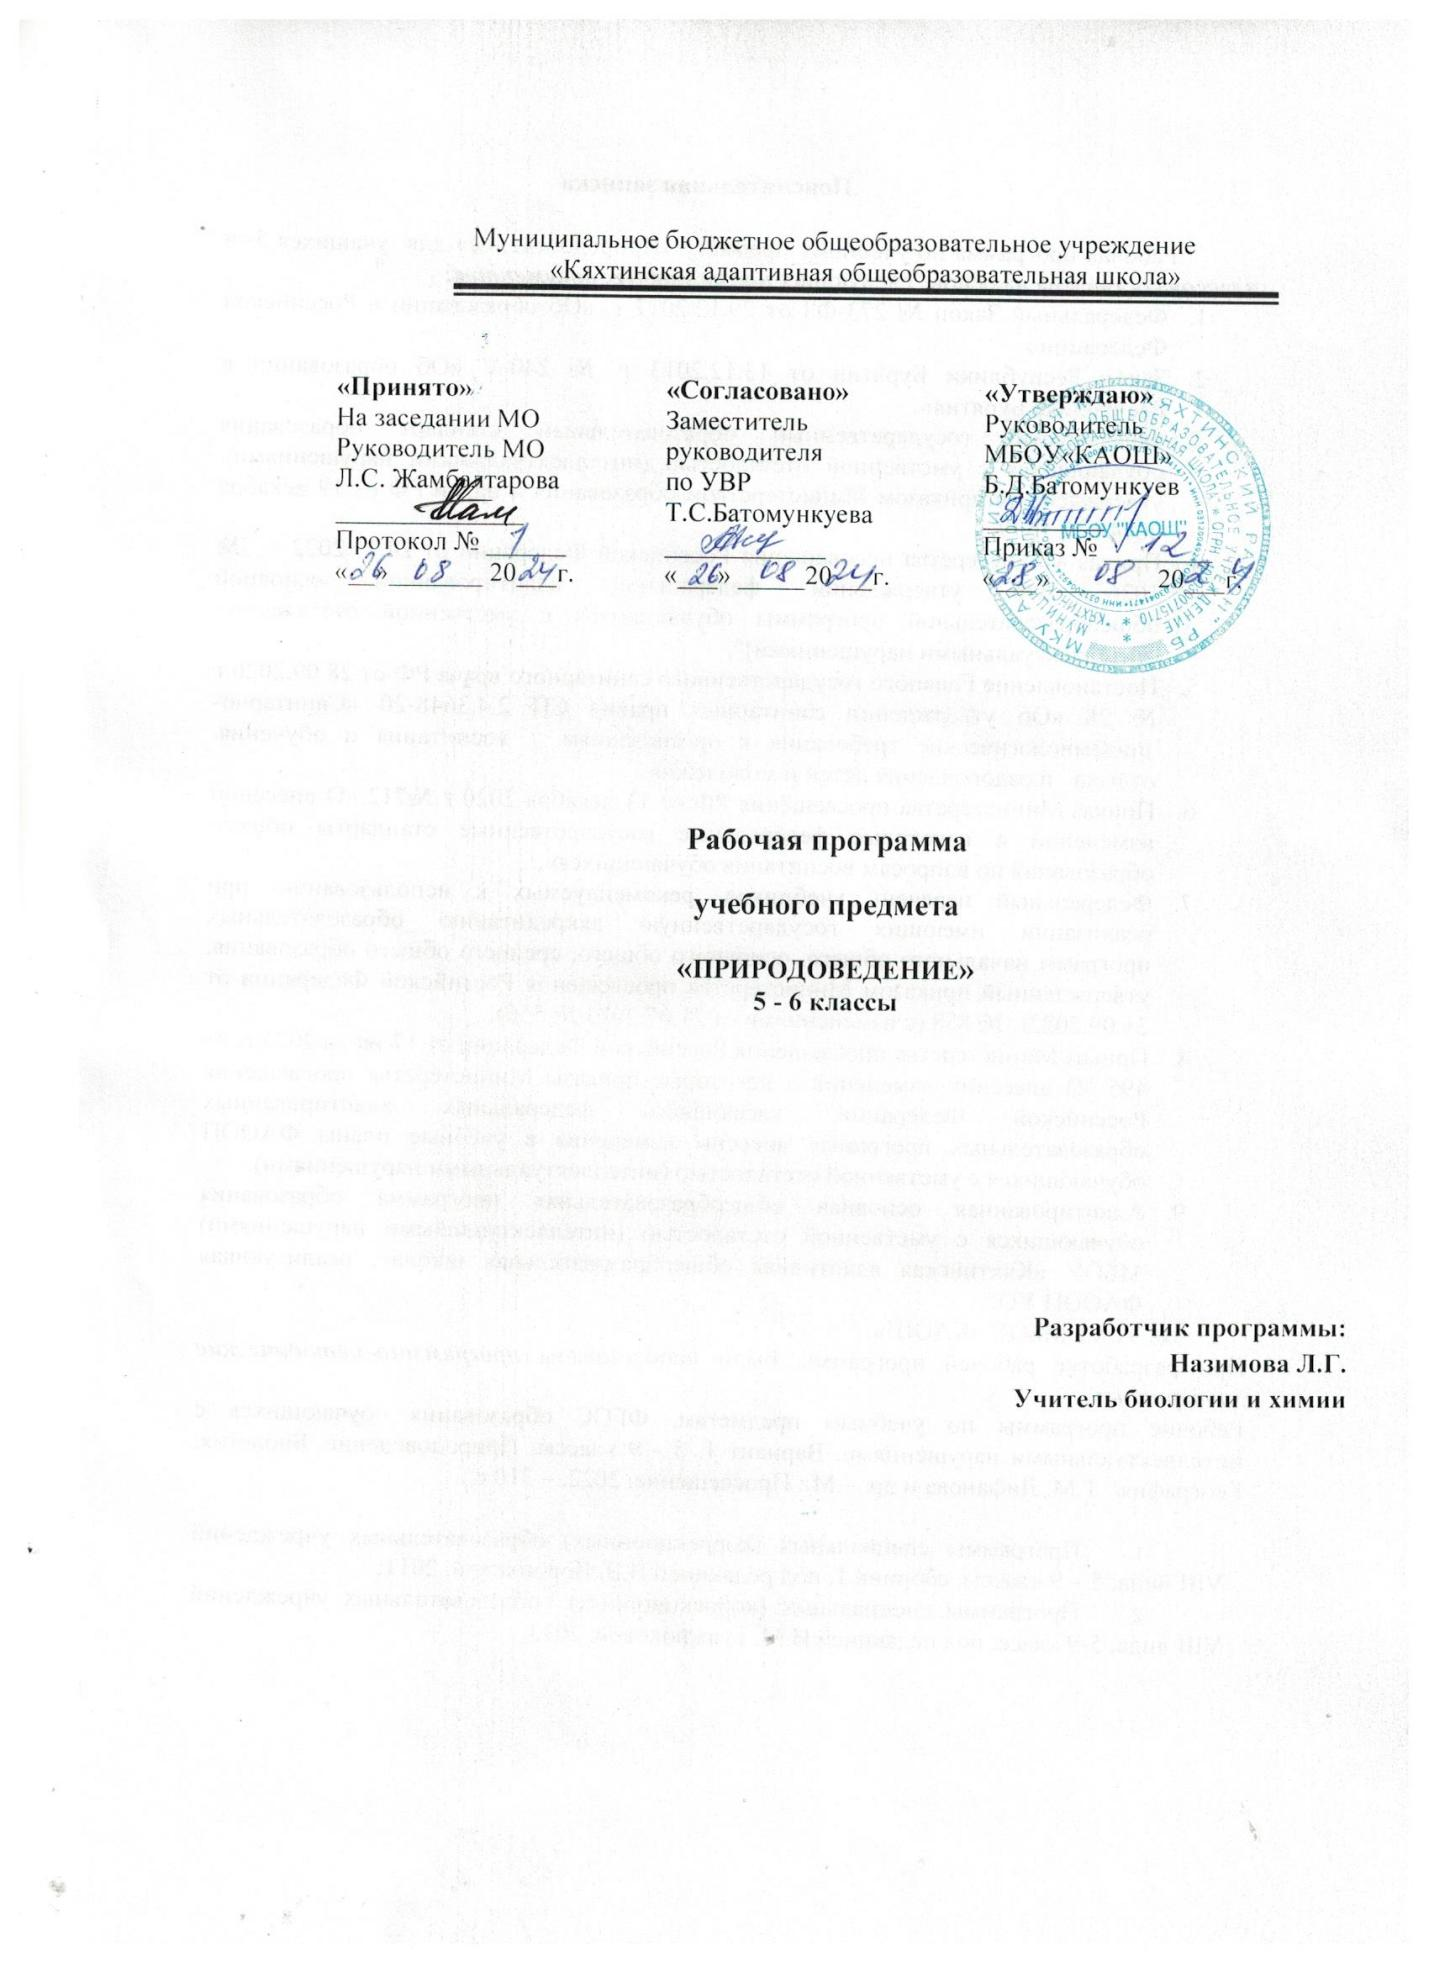 Муниципальное бюджетное общеобразовательное учреждение
«Кяхтинская адаптивная общеобразовательная школа»
«Принято»
На заседании МО
Руководитель МО
Л.С. Жамбалтарова
Протокол № 1
«26» 08 2024 г.
«Согласовано»
Заместитель
руководителя
по УВР
Т.С.Батомункуева
«26» 08 2024 г.
«Утверждаю»
Руководитель
МБОУ«КАОШ»
Б.Д.Батомункуев
МБОУ "КАОШ"
Приказ № 12
«28» 08 2024 г.
Рабочая программа
учебного предмета
«ПРИРОДОВЕДЕНИЕ»
5 - 6 классы
Разработчик программы:
Назимова Л.Г.
Учитель биологии и химии